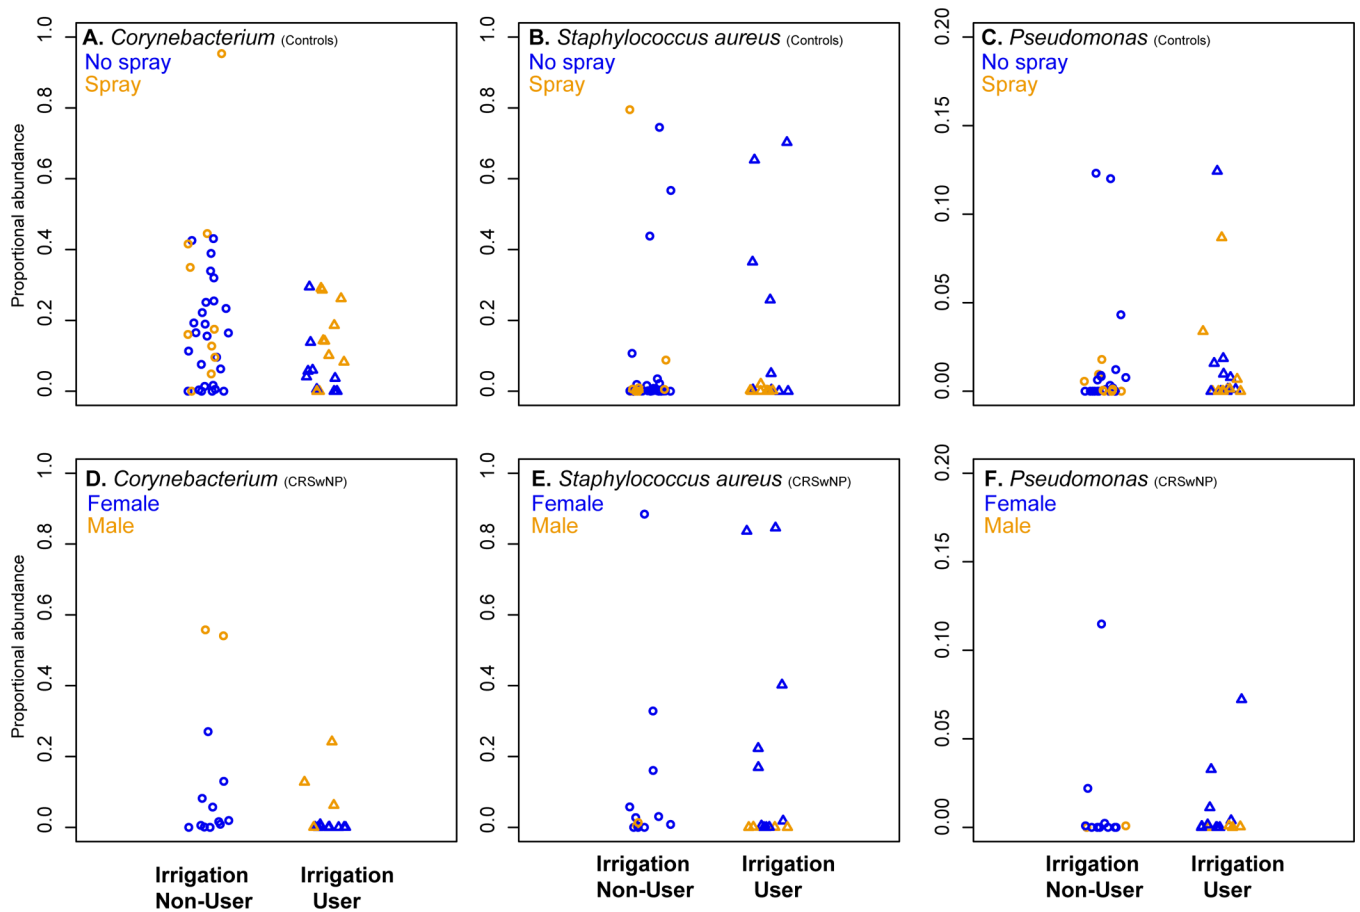 A. Corynebacterium (Controls)
No spray
Spray
Proportional abundance
0.0 0.2 0.4 0.6 0.8 1.0
B. Staphylococcus aureus (Controls)
No spray
Spray
0.0 0.2 0.4 0.6 0.8 1.0
C. Pseudomonas (Controls)
No spray
Spray
0.00 0.05 0.10 0.15 0.20
D. Corynebacterium (CRSwNP)
Female
Male
Proportional abundance
0.0 0.2 0.4 0.6 0.8 1.0
E. Staphylococcus aureus (CRSwNP)
Female
Male
0.0 0.2 0.4 0.6 0.8 1.0
F. Pseudomonas (CRSwNP)
Female
Male
0.00 0.05 0.10 0.15 0.20
Irrigation
Non-User
Irrigation
User
Irrigation
Non-User
Irrigation
User
Irrigation
Non-User
Irrigation
User